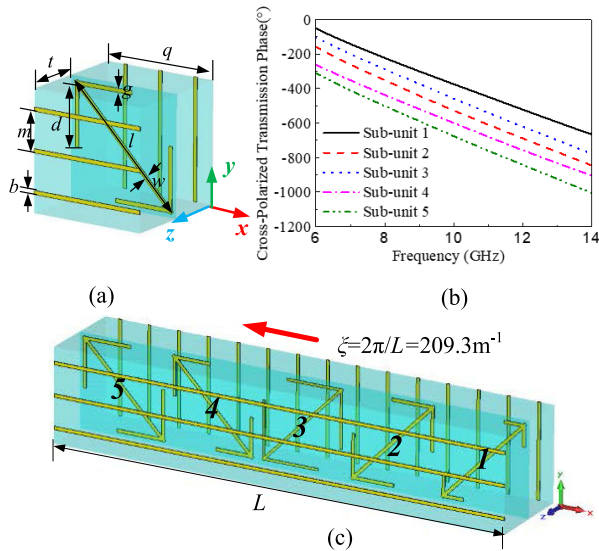 t
q
g
d
l
m
w
b
y
x
z
(a)
Cross-Polarized Transmission Phase(°)
0
-200
-400
-600
-800
-1000
-1200
Sub-unit 1
Sub-unit 2
Sub-unit 3
Sub-unit 4
Sub-unit 5
6
8
10
12
14
Frequency (GHz)
(b)
ξ=2π/L=209.3m⁻¹
5
4
3
2
1
L
y
x
z
(c)